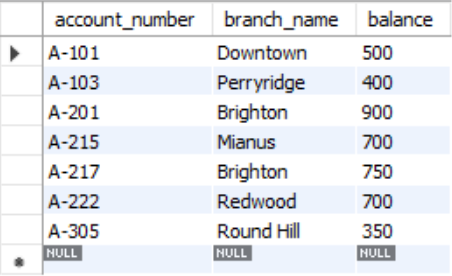 account_number branch_name balance
A-101 Downtown 500
A-103 Perryridge 400
A-201 Brighton 900
A-215 Mianus 700
A-217 Brighton 750
A-222 Redwood 700
A-305 Round Hill 350
NULL NULL NULL